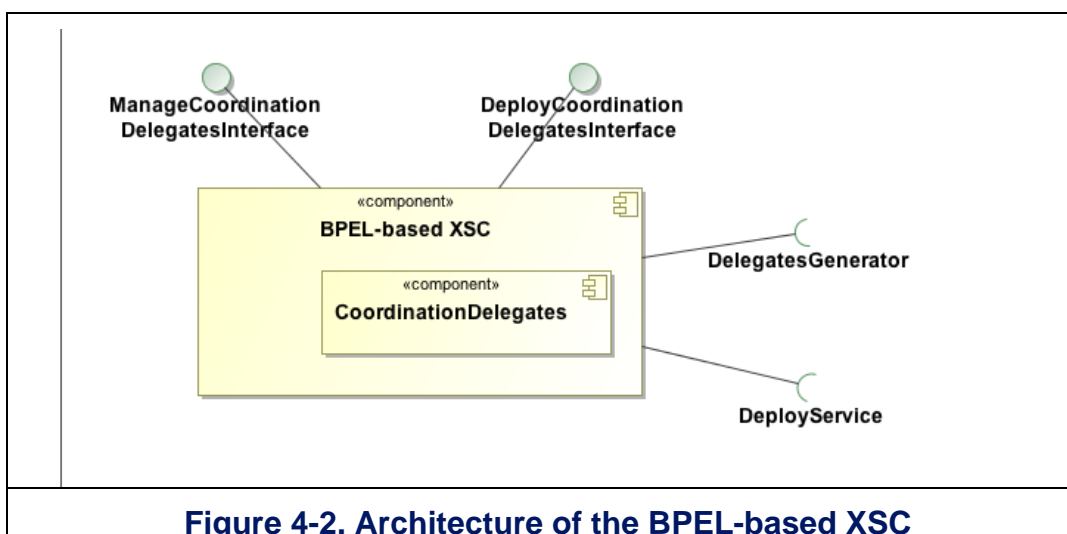 ManageCoordination
DelegatesInterface
DeployCoordination
DelegatesInterface
«component»
BPEL-based XSC
DelegatesGenerator
«component»
CoordinationDelegates
DeployService
Figure 4-2. Architecture of the BPEL-based XSC